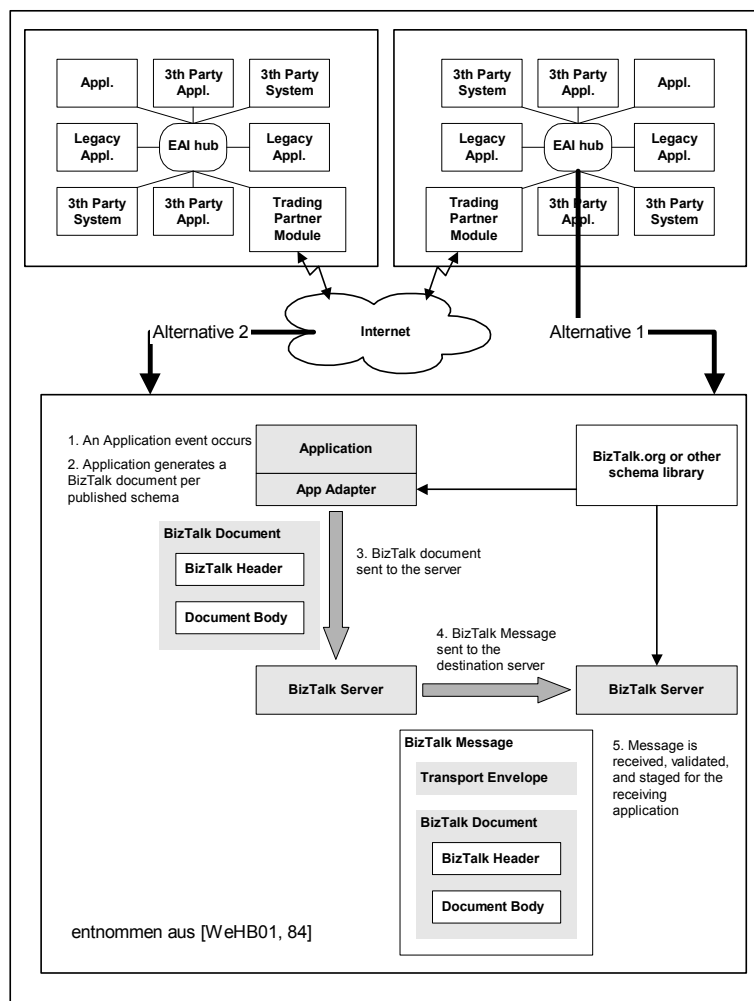 Appl.
3th Party
Appl.
3th Party
System
Legacy
Appl.
EAI hub
Legacy
Appl.
3th Party
System
3th Party
Appl.
Trading
Partner
Module
3th Party
System
3th Party
Appl.
Appl.
Legacy
Appl.
EAI hub
Legacy
Appl.
Trading
Partner
Module
3th Party
Appl.
3th Party
System
Alternative 2
Internet
Alternative 1
1. An Application event occurs
2. Application generates a
BizTalk document per
published schema
Application
App Adapter
BizTalk.org or other
schema library
BizTalk Document
BizTalk Header
Document Body
3. BizTalk document
sent to the server
4. BizTalk Message
sent to the
destination server
BizTalk Server
BizTalk Server
BizTalk Message
Transport Envelope
BizTalk Document
BizTalk Header
Document Body
5. Message is
received, validated,
and staged for the
receiving
application
entnommen aus [WeHB01, 84]